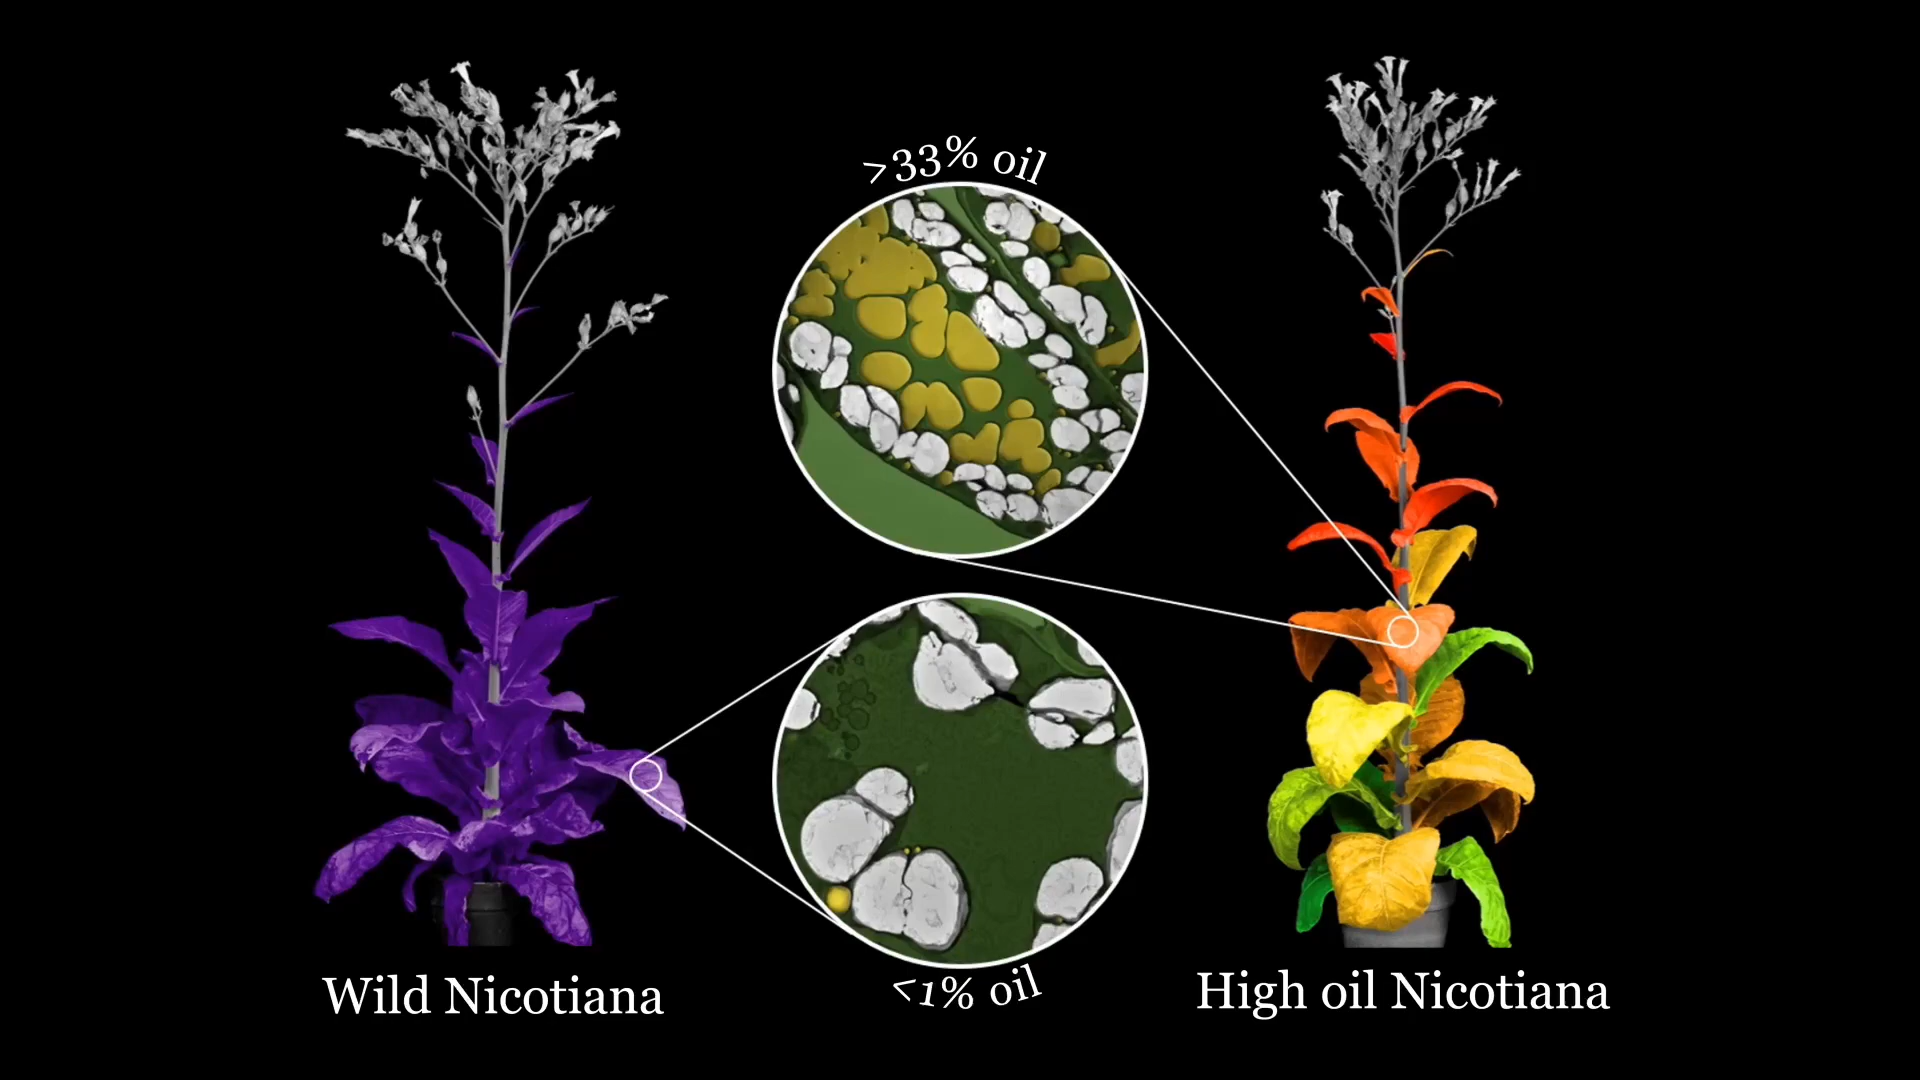 >33% oil
<1% oil
Wild Nicotiana
High oil Nicotiana